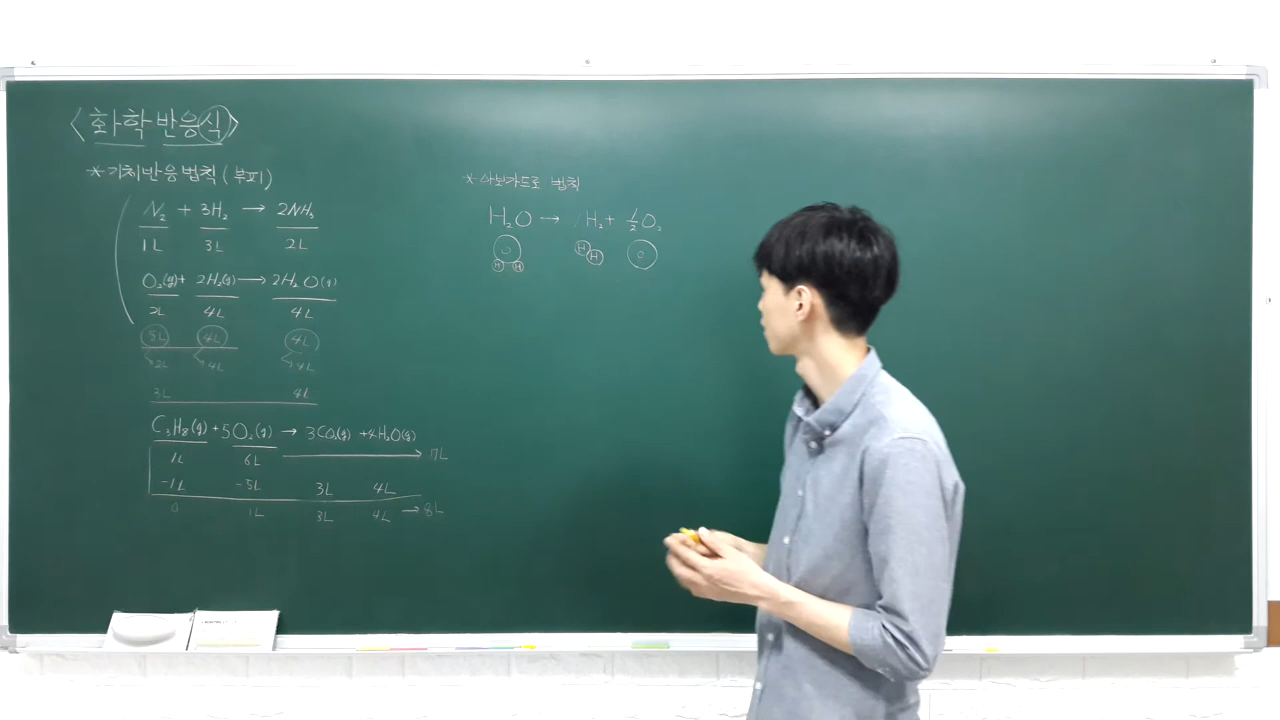 <화학반응식>
*기체반응법칙(부피)
N₂ + 3H₂ → 2NH₃
1L 3L 2L
O₂(g)+ 2H₂(g) → 2H₂O(g)
2L 4L 4L
4L 4L
2L 4L 4L
3L 4L
C₃H₈(g) + 5O₂(g) → 3CO₂(g) + 4H₂O(g)
1L 6L 7L
-1L -5L 3L 4L
0 1L 3L 4L → 8L
*아보가드로 법칙
H₂O → H₂ + 1/2 O₂
O H O
H H H